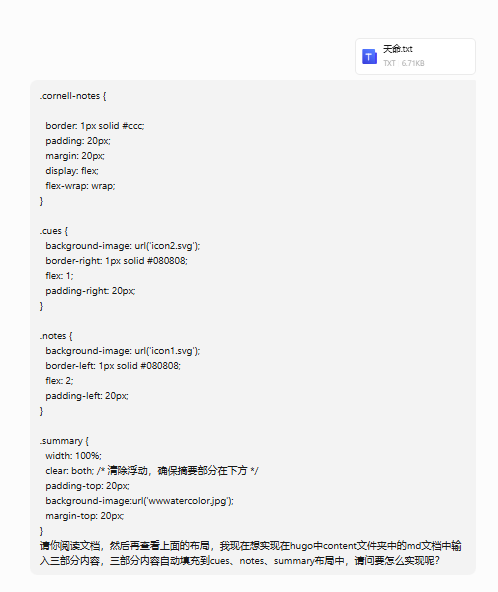 天命.txt
TXT 6.71KB
.cornell-notes {
border: 1px solid #ccc;
padding: 20px;
margin: 20px;
display: flex;
flex-wrap: wrap;
}
.cues {
background-image: url('icon2.svg');
border-right: 1px solid #080808;
flex: 1;
padding-right: 20px;
}
.notes {
background-image: url('icon1.svg');
border-left: 1px solid #080808;
flex: 2;
padding-left: 20px;
}
.summary {
width: 100%;
clear: both; /* 清除浮动，确保摘要部分在下方 */
padding-top: 20px;
background-image:url('wwwatercolor.jpg');
margin-top: 20px;
}
请你阅读文档，然后再查看上面的布局，我现在想实现在hugo中content文件夹中的md文档中输
入三部分内容，三部分内容自动填充到cues、notes、summary布局中，请问要怎么实现呢？